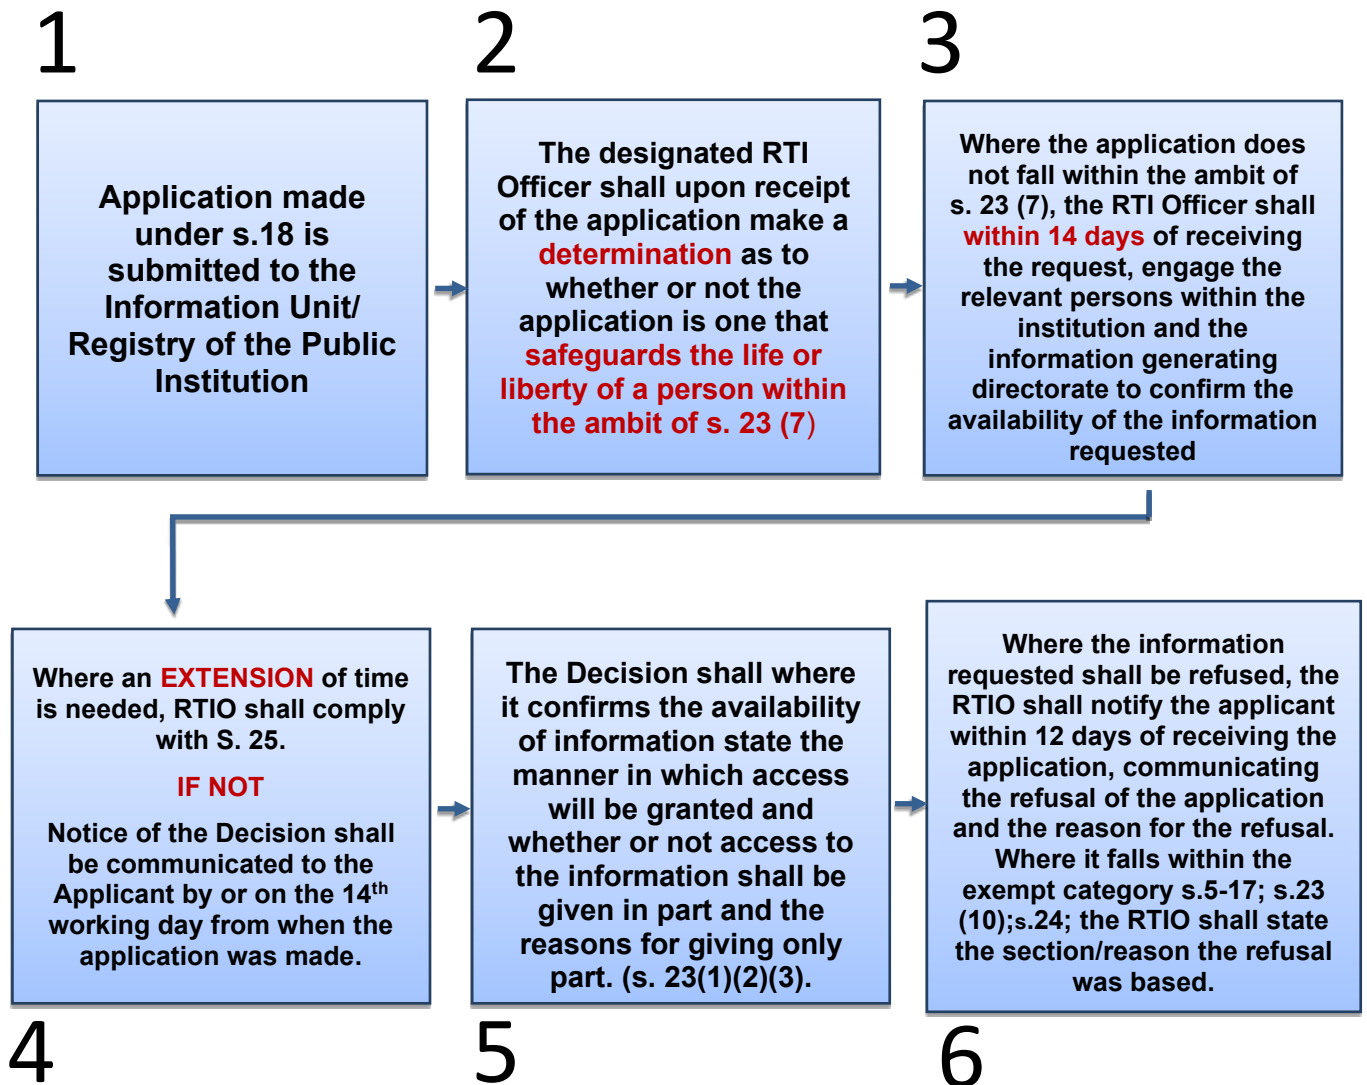 1
Application made
under s.18 is
submitted to the
Information Unit/
Registry of the Public
Institution
2
The designated RTI
Officer shall upon receipt
of the application make a
determination as to
whether or not the
application is one that
safeguards the life or
liberty of a person within
the ambit of s. 23 (7)
3
Where the application does
not fall within the ambit of
s. 23 (7), the RTI Officer shall
within 14 days of receiving
the request, engage the
relevant persons within the
institution and the
information generating
directorate to confirm the
availability of the information
requested
Where an EXTENSION of time
is needed, RTIO shall comply
with S. 25.
IF NOT
Notice of the Decision shall
be communicated to the
Applicant by or on the 14th
working day from when the
application was made.
4
The Decision shall where
it confirms the availability
of information state the
manner in which access
will be granted and
whether or not access to
the information shall be
given in part and the
reasons for giving only
part. (s. 23(1)(2)(3).
5
Where the information
requested shall be refused, the
RTIO shall notify the applicant
within 12 days of receiving the
application, communicating
the refusal of the application
and the reason for the refusal.
Where it falls within the
exempt category s.5-17; s.23
(10);s.24; the RTIO shall state
the section/reason the refusal
was based.
6